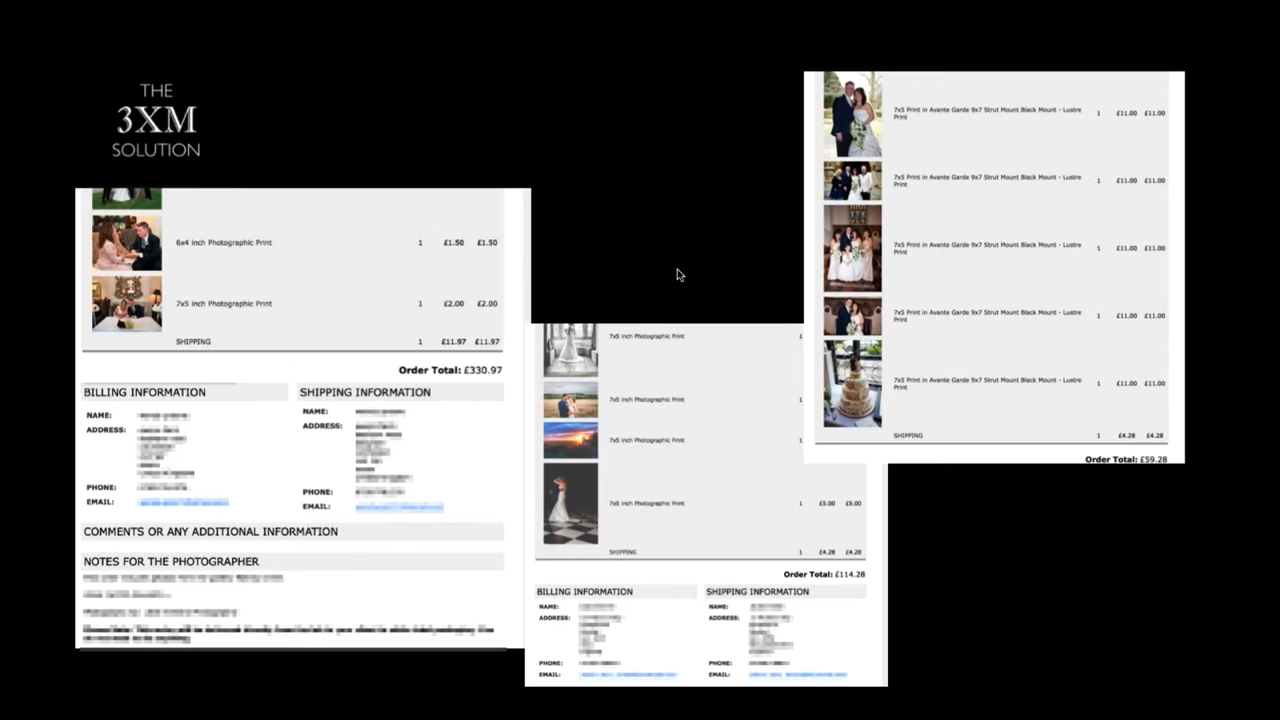 THE
3XM
SOLUTION
6x4 inch Photographic Print 1 £1.50 £1.50
7x5 inch Photographic Print 1 £2.00 £2.00
SHIPPING 1 £11.97 £11.97
Order Total: £330.97
BILLING INFORMATION SHIPPING INFORMATION
NAME: NAME:
ADDRESS: ADDRESS:
PHONE: PHONE:
EMAIL: EMAIL:
COMMENTS OR ANY ADDITIONAL INFORMATION
NOTES FOR THE PHOTOGRAPHER
7x5 inch Photographic Print 1
7x5 inch Photographic Print 1
7x5 inch Photographic Print 1
7x5 inch Photographic Print 1 £5.00 £5.00
SHIPPING 1 £4.28 £4.28
Order Total: £114.28
BILLING INFORMATION SHIPPING INFORMATION
NAME: NAME:
ADDRESS: ADDRESS:
PHONE: PHONE:
EMAIL: EMAIL:
7x5 Print in Avante Garde 9x7 Strut Mount Black Mount - Lustre 1 £11.00 £11.00
Print
7x5 Print in Avante Garde 9x7 Strut Mount Black Mount - Lustre 1 £11.00 £11.00
Print
7x5 Print in Avante Garde 9x7 Strut Mount Black Mount - Lustre 1 £11.00 £11.00
Print
7x5 Print in Avante Garde 9x7 Strut Mount Black Mount - Lustre 1 £11.00 £11.00
Print
7x5 Print in Avante Garde 9x7 Strut Mount Black Mount - Lustre 1 £11.00 £11.00
Print
SHIPPING 1 £4.28 £4.28
Order Total: £59.28